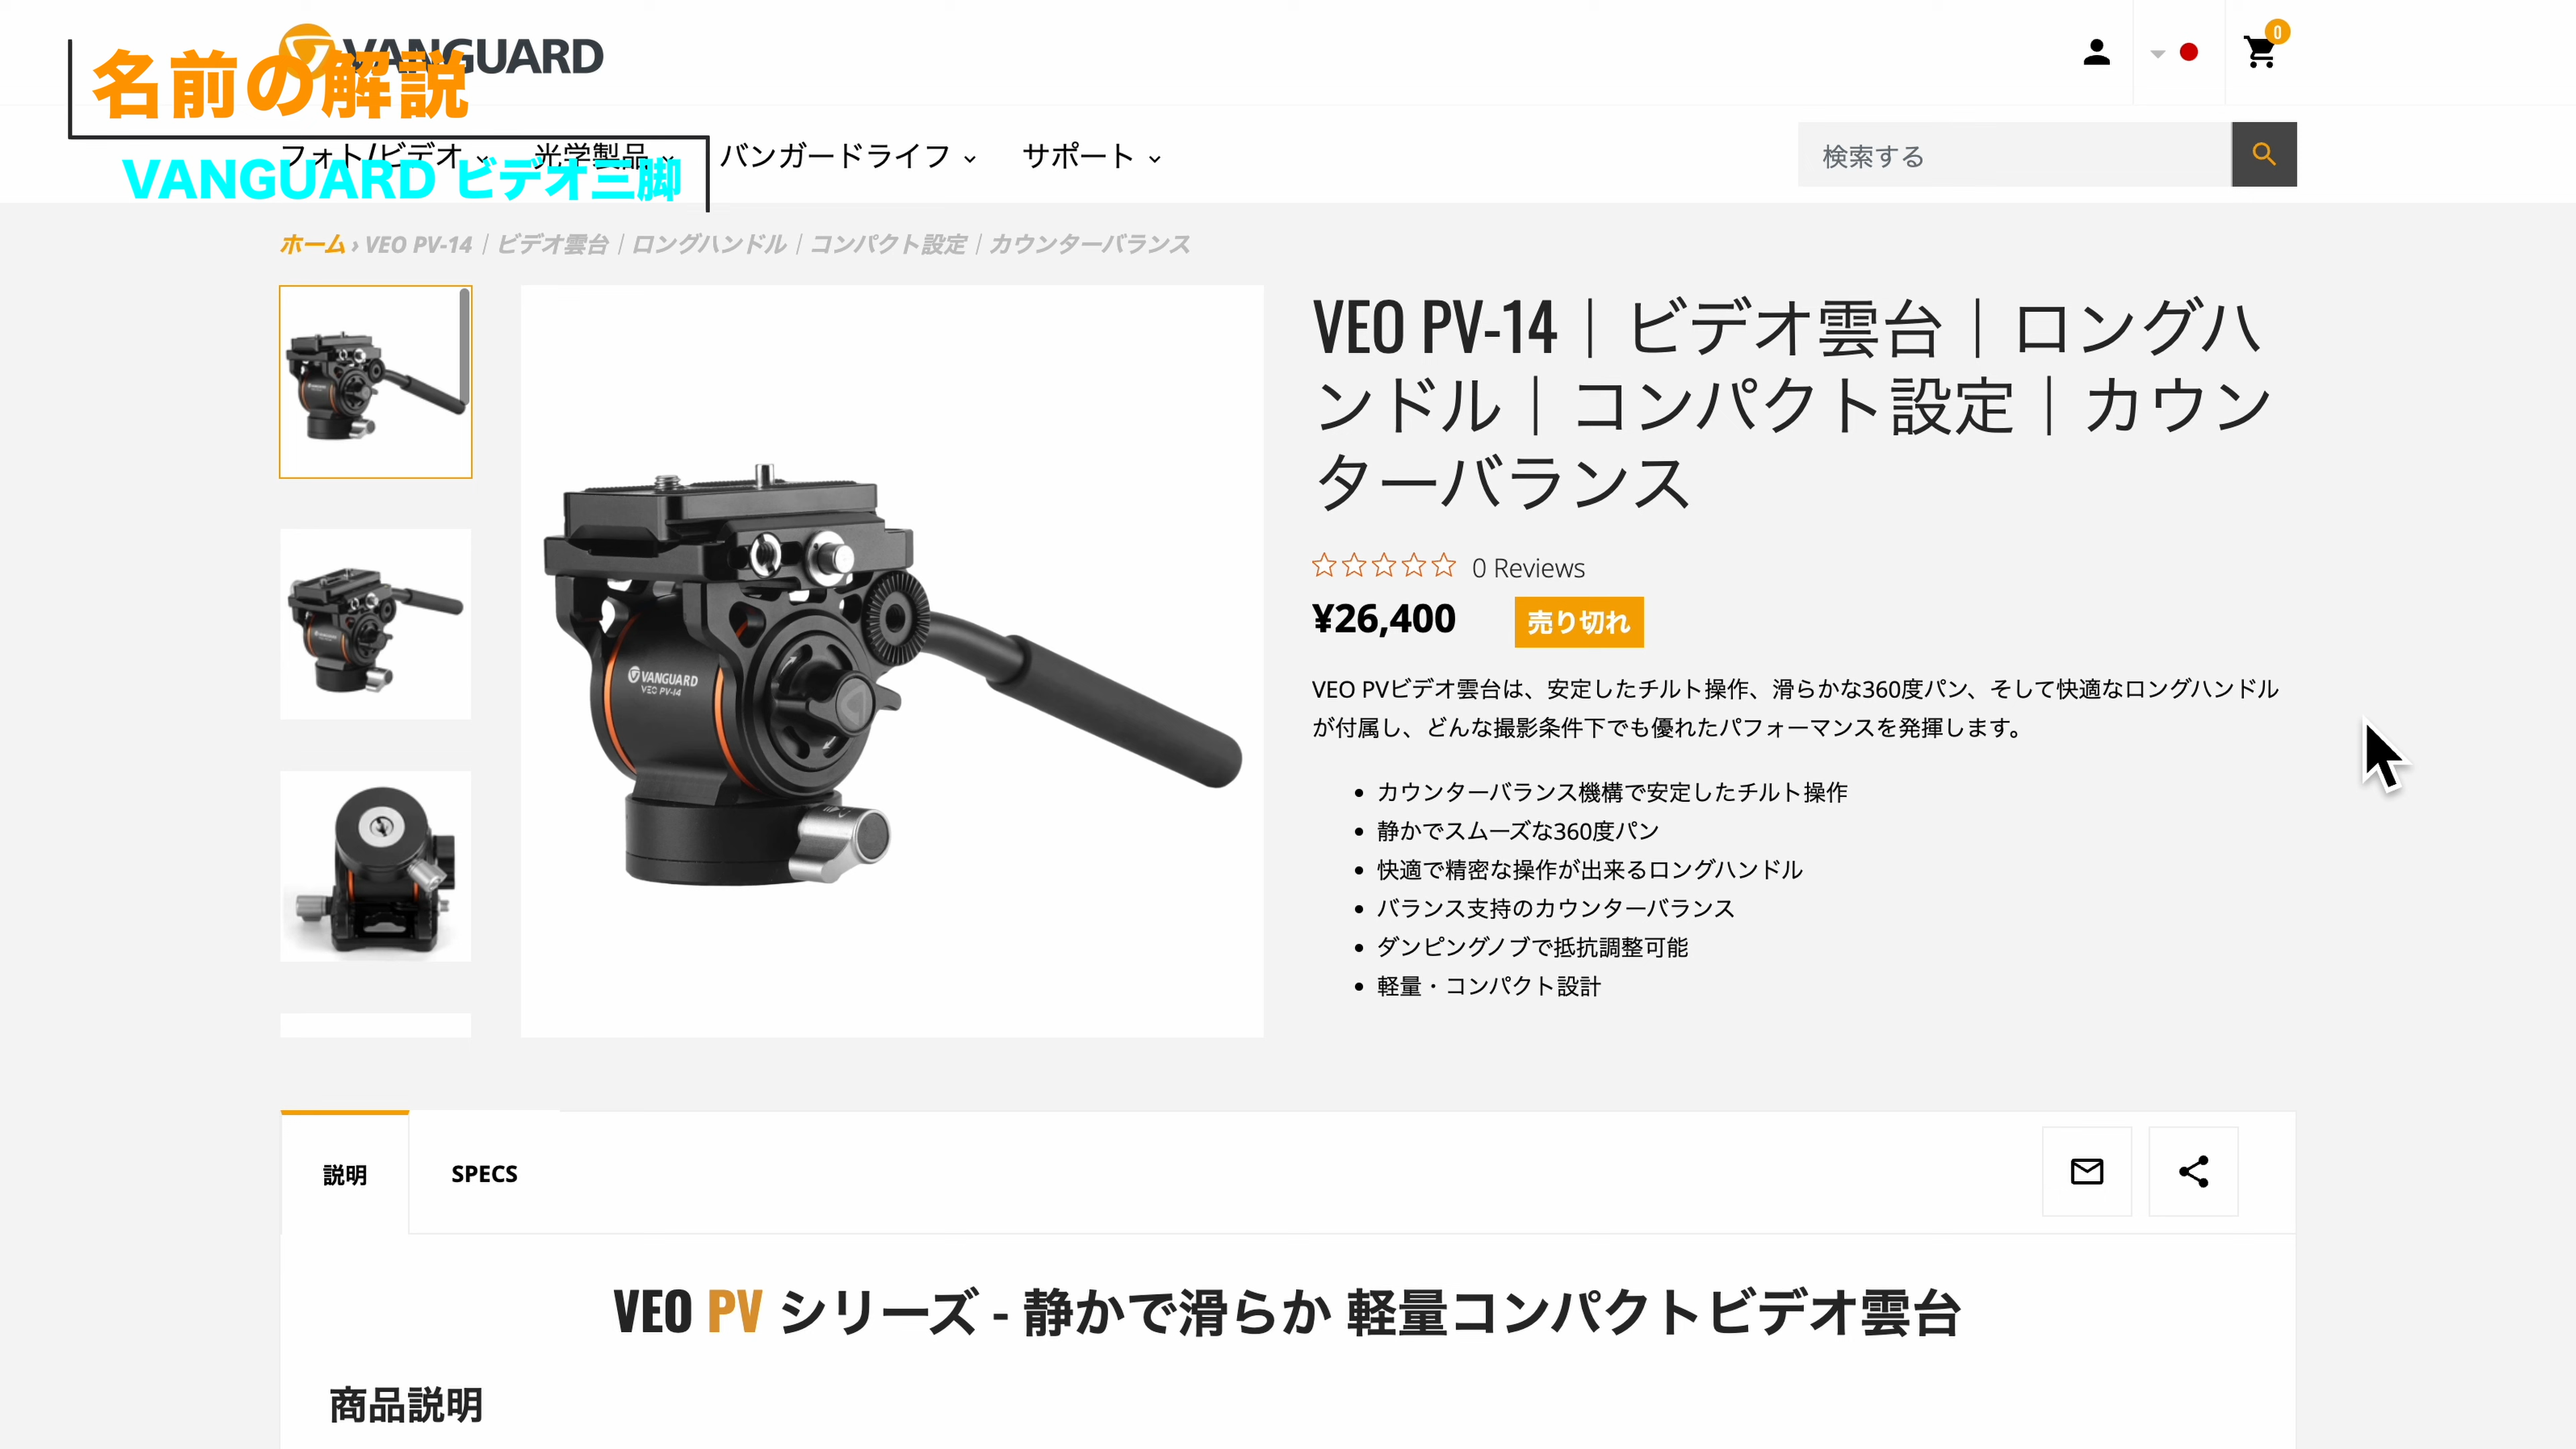 VANGUARD
0
名前の解説
フォト/ビデオ
光学製品
バンガードライフ
サポート
検索する
VANGUARD ビデオ三脚
ホーム › VEO PV-14｜ビデオ雲台｜ロングハンドル｜コンパクト設定｜カウンターバランス
VEO PV-14｜ビデオ雲台｜ロングハ
ンドル｜コンパクト設定｜カウン
ターバランス
0 Reviews
¥26,400
売り切れ
VEO PVビデオ雲台は、安定したチルト操作、滑らかな360度パン、そして快適なロングハンドル
が付属し、どんな撮影条件下でも優れたパフォーマンスを発揮します。
VANGUARD
VEO PV-14
カウンターバランス機構で安定したチルト操作
静かでスムーズな360度パン
快適で精密な操作が出来るロングハンドル
バランス支持のカウンターバランス
ダンピングノブで抵抗調整可能
軽量・コンパクト設計
説明
SPECS
VEO PV シリーズ - 静かで滑らか 軽量コンパクトビデオ雲台
商品説明